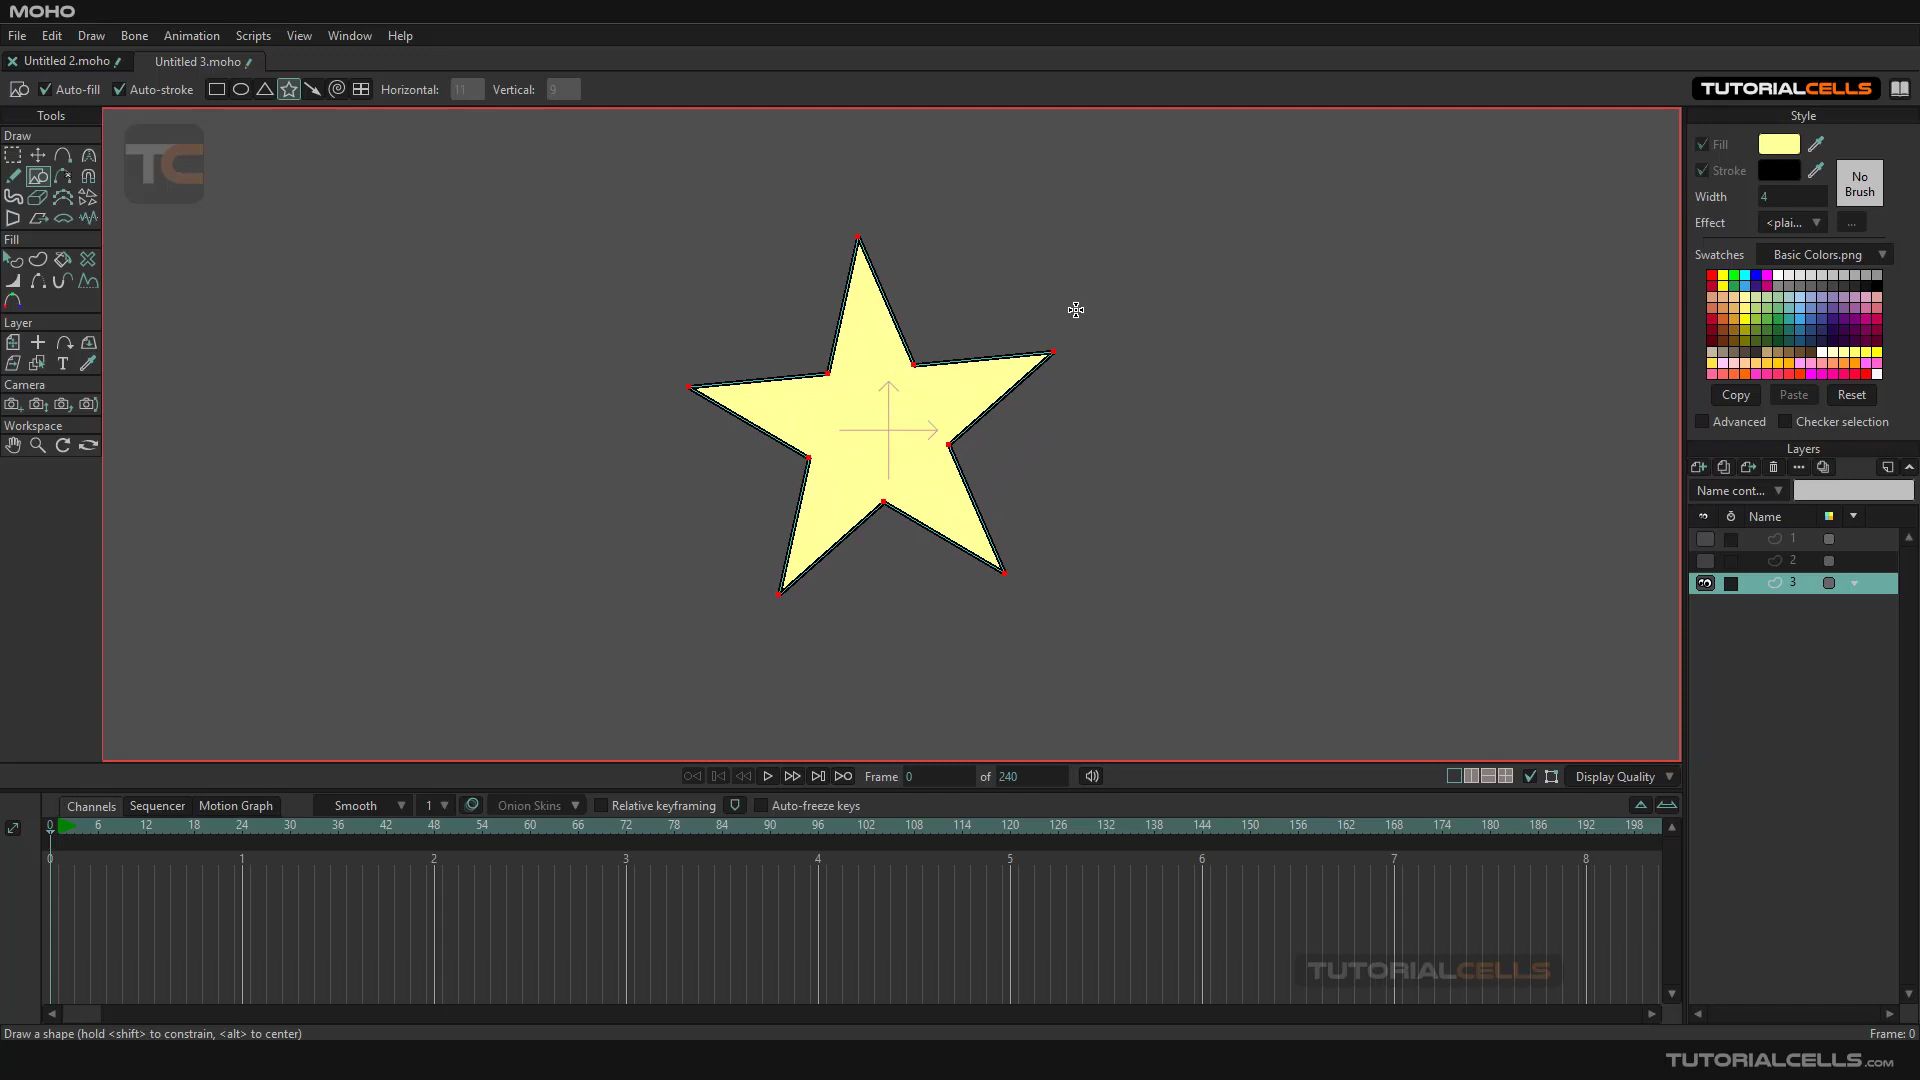 MOHO
File Edit Draw Bone Animation Scripts View Window Help
Untitled 2.moho Untitled 3.moho
Auto-fill Auto-stroke Horizontal: 11 Vertical: 9 TUTORIALCELLS
Tools
Draw
Fill
Layer
Camera
Workspace
TC
Style
Fill
Stroke
No
Brush
Width 4
Effect <plai... ...
Swatches Basic Colors.png
Copy Paste Reset
Advanced Checker selection
Layers
Name cont...
Name
1
2
3
Frame 0 of 240 Display Quality
Channels Sequencer Motion Graph Smooth 1 Onion Skins Relative keyframing Auto-freeze keys
0 6 12 18 24 30 36 42 48 54 60 66 72 78 84 90 96 102 108 114 120 126 132 138 144 150 156 162 168 174 180 186 192 198
0 1 2 3 4 5 6 7 8
TUTORIALCELLS
Draw a shape (hold <shift> to constrain, <alt> to center) Frame: 0
TUTORIALCELLS.COM